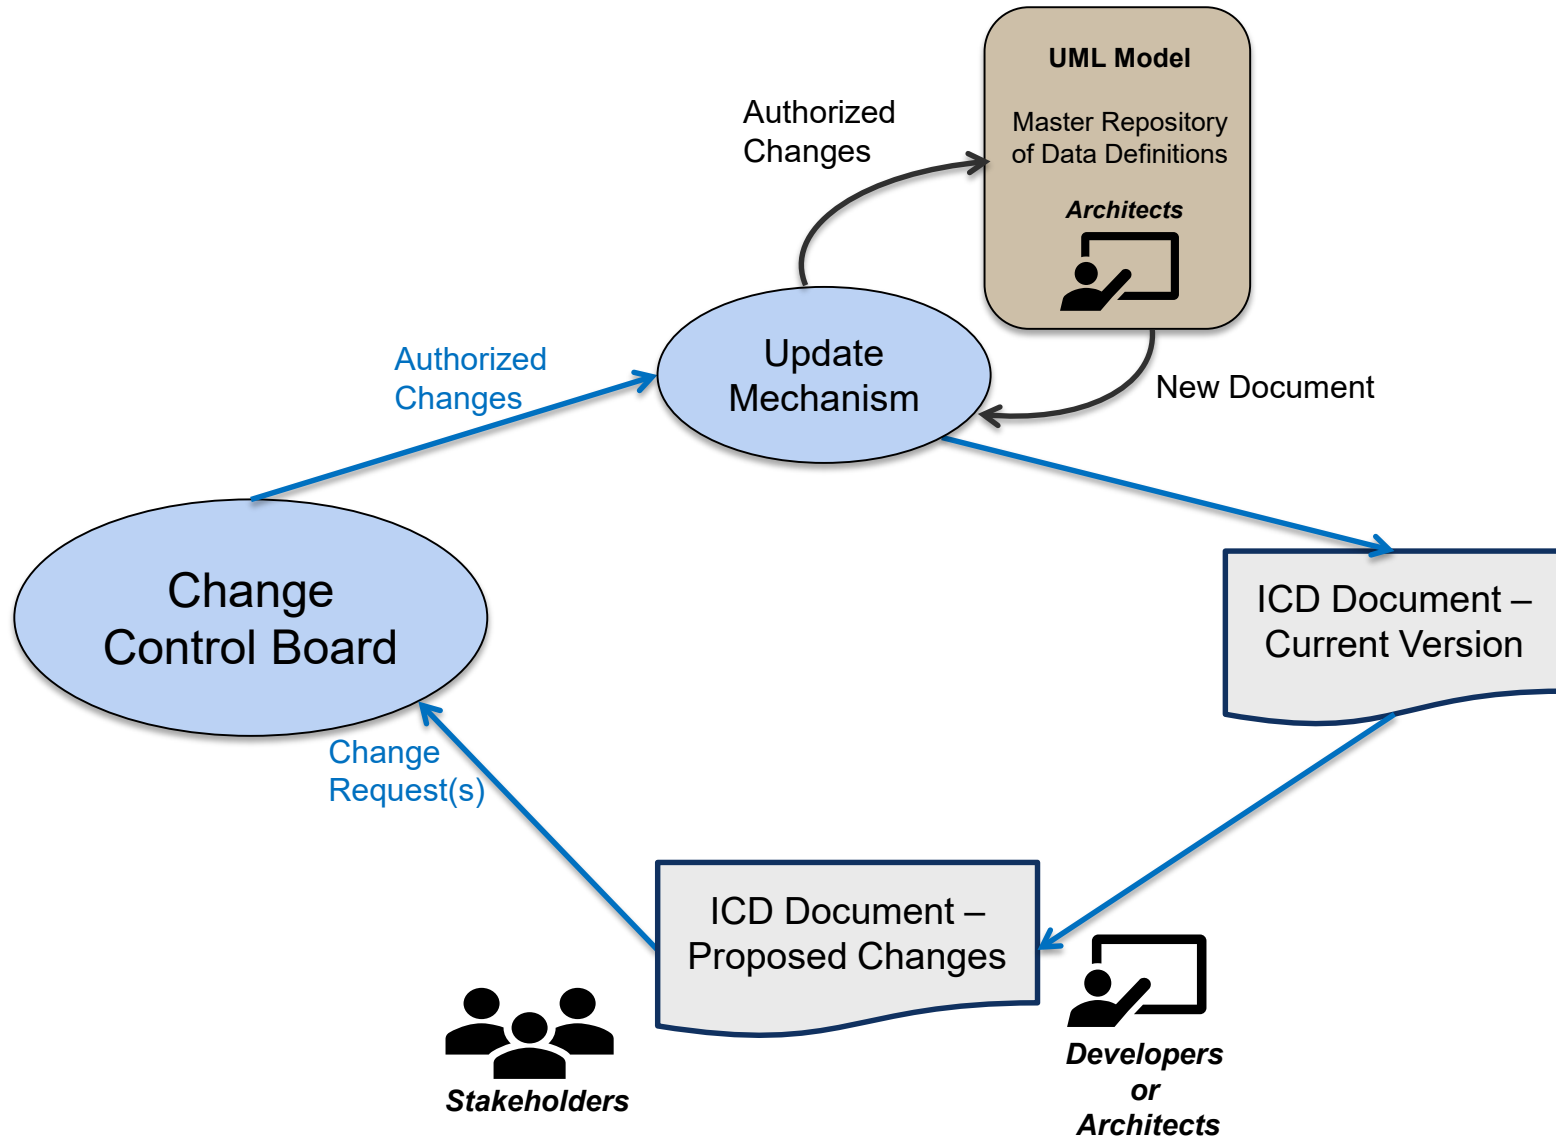 UML Model
Master Repository
of Data Definitions
Architects
Authorized
Changes
Update
Mechanism
New Document
Authorized
Changes
Change
Control Board
ICD Document –
Current Version
Change
Request(s)
ICD Document –
Proposed Changes
Stakeholders
Developers
or
Architects